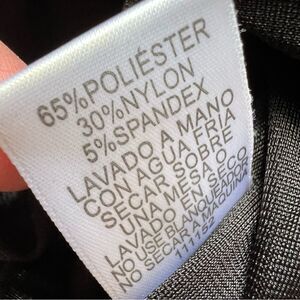 65%POLIÉSTER
30%NYLON
5%SPANDEX
LAVADO A MANO
CON AGUA FRIA
SECAR SOBRE
UNA MESA O
LAVADO EN SECO
NO USE BLANQUEADOR
NO SECAR A MAQUINA
111152